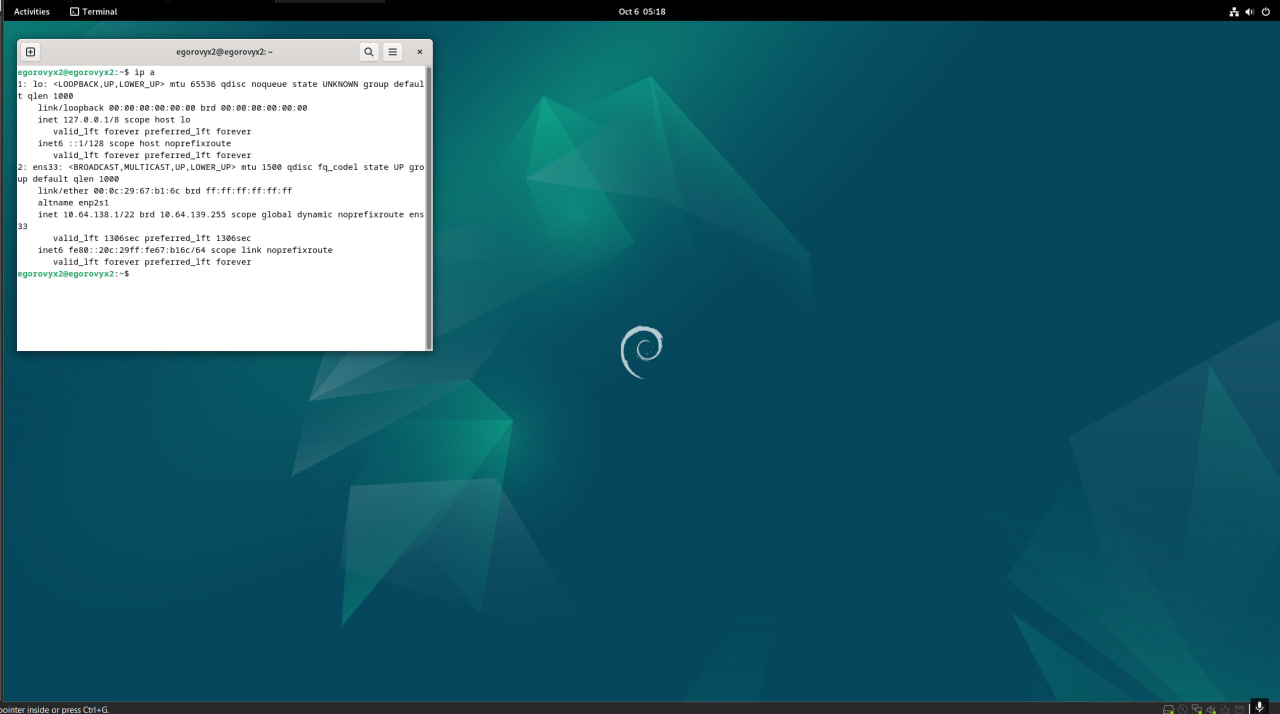 Activities Terminal Oct 6 05:18
egorovyx2@egorovyx2: ~
egorovyx2@egorovyx2:~$ ip a
1: lo: <LOOPBACK,UP,LOWER_UP> mtu 65536 qdisc noqueue state UNKNOWN group defaul
t qlen 1000
    link/loopback 00:00:00:00:00:00 brd 00:00:00:00:00:00
    inet 127.0.0.1/8 scope host lo
       valid_lft forever preferred_lft forever
    inet6 ::1/128 scope host noprefixroute
       valid_lft forever preferred_lft forever
2: ens33: <BROADCAST,MULTICAST,UP,LOWER_UP> mtu 1500 qdisc fq_codel state UP gro
up default qlen 1000
    link/ether 00:0c:29:67:b1:6c brd ff:ff:ff:ff:ff:ff
    altname enp2s1
    inet 10.64.138.1/22 brd 10.64.139.255 scope global dynamic noprefixroute ens
33
       valid_lft 1306sec preferred_lft 1306sec
    inet6 fe80::20c:29ff:fe67:b16c/64 scope link noprefixroute
       valid_lft forever preferred_lft forever
egorovyx2@egorovyx2:~$
pointer inside or press Ctrl+G.